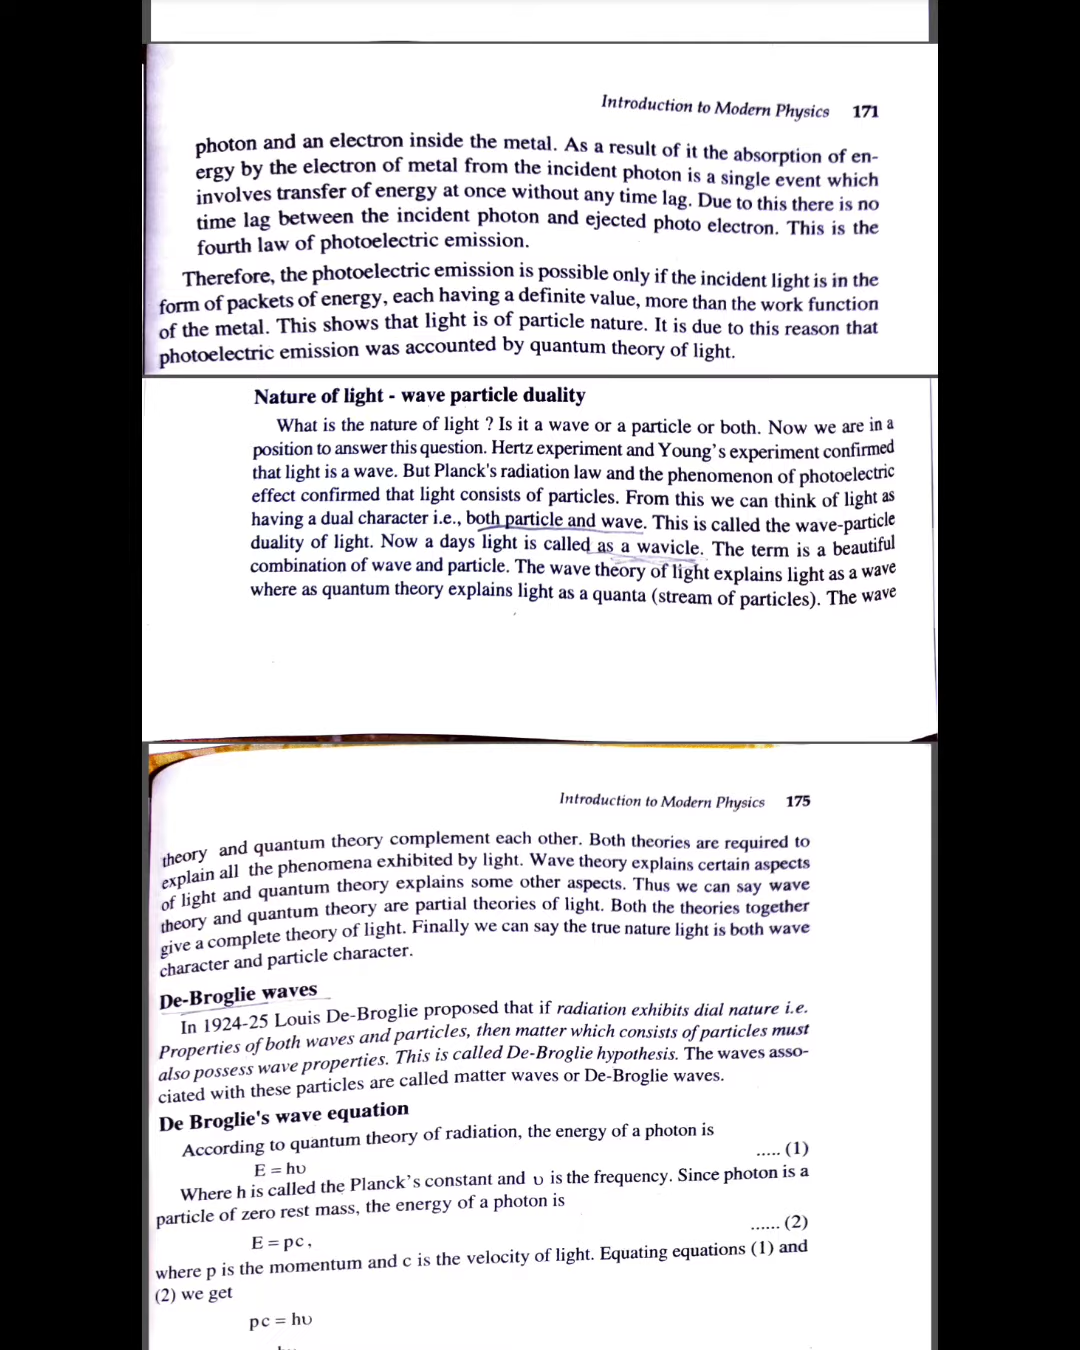 Introduction to Modern Physics 171
photon and an electron inside the metal. As a result of it the absorption of en-
ergy by the electron of metal from the incident photon is a single event which
involves transfer of energy at once without any time lag. Due to this there is no
time lag between the incident photon and ejected photo electron. This is the
fourth law of photoelectric emission.
Therefore, the photoelectric emission is possible only if the incident light is in the
form of packets of energy, each having a definite value, more than the work function
of the metal. This shows that light is of particle nature. It is due to this reason that
photoelectric emission was accounted by quantum theory of light.
Nature of light - wave particle duality
What is the nature of light ? Is it a wave or a particle or both. Now we are in a
position to answer this question. Hertz experiment and Young's experiment confirmed
that light is a wave. But Planck's radiation law and the phenomenon of photoelectric
effect confirmed that light consists of particles. From this we can think of light as
having a dual character i.e., both particle and wave. This is called the wave-particle
duality of light. Now a days light is called as a wavicle. The term is a beautiful
combination of wave and particle. The wave theory of light explains light as a wave
where as quantum theory explains light as a quanta (stream of particles). The wave
Introduction to Modern Physics 175
theory and quantum theory complement each other. Both theories are required to
explain all the phenomena exhibited by light. Wave theory explains certain aspects
of light and quantum theory explains some other aspects. Thus we can say wave
theory and quantum theory are partial theories of light. Both the theories together
give a complete theory of light. Finally we can say the true nature light is both wave
character and particle character.
De-Broglie waves
In 1924-25 Louis De-Broglie proposed that if radiation exhibits dial nature i.e.
Properties of both waves and particles, then matter which consists of particles must
also possess wave properties. This is called De-Broglie hypothesis. The waves asso-
ciated with these particles are called matter waves or De-Broglie waves.
De Broglie's wave equation
According to quantum theory of radiation, the energy of a photon is
E = hυ ..... (1)
Where h is called the Planck's constant and υ is the frequency. Since photon is a
particle of zero rest mass, the energy of a photon is
E = pc, ...... (2)
where p is the momentum and c is the velocity of light. Equating equations (1) and
(2) we get
pc = hυ